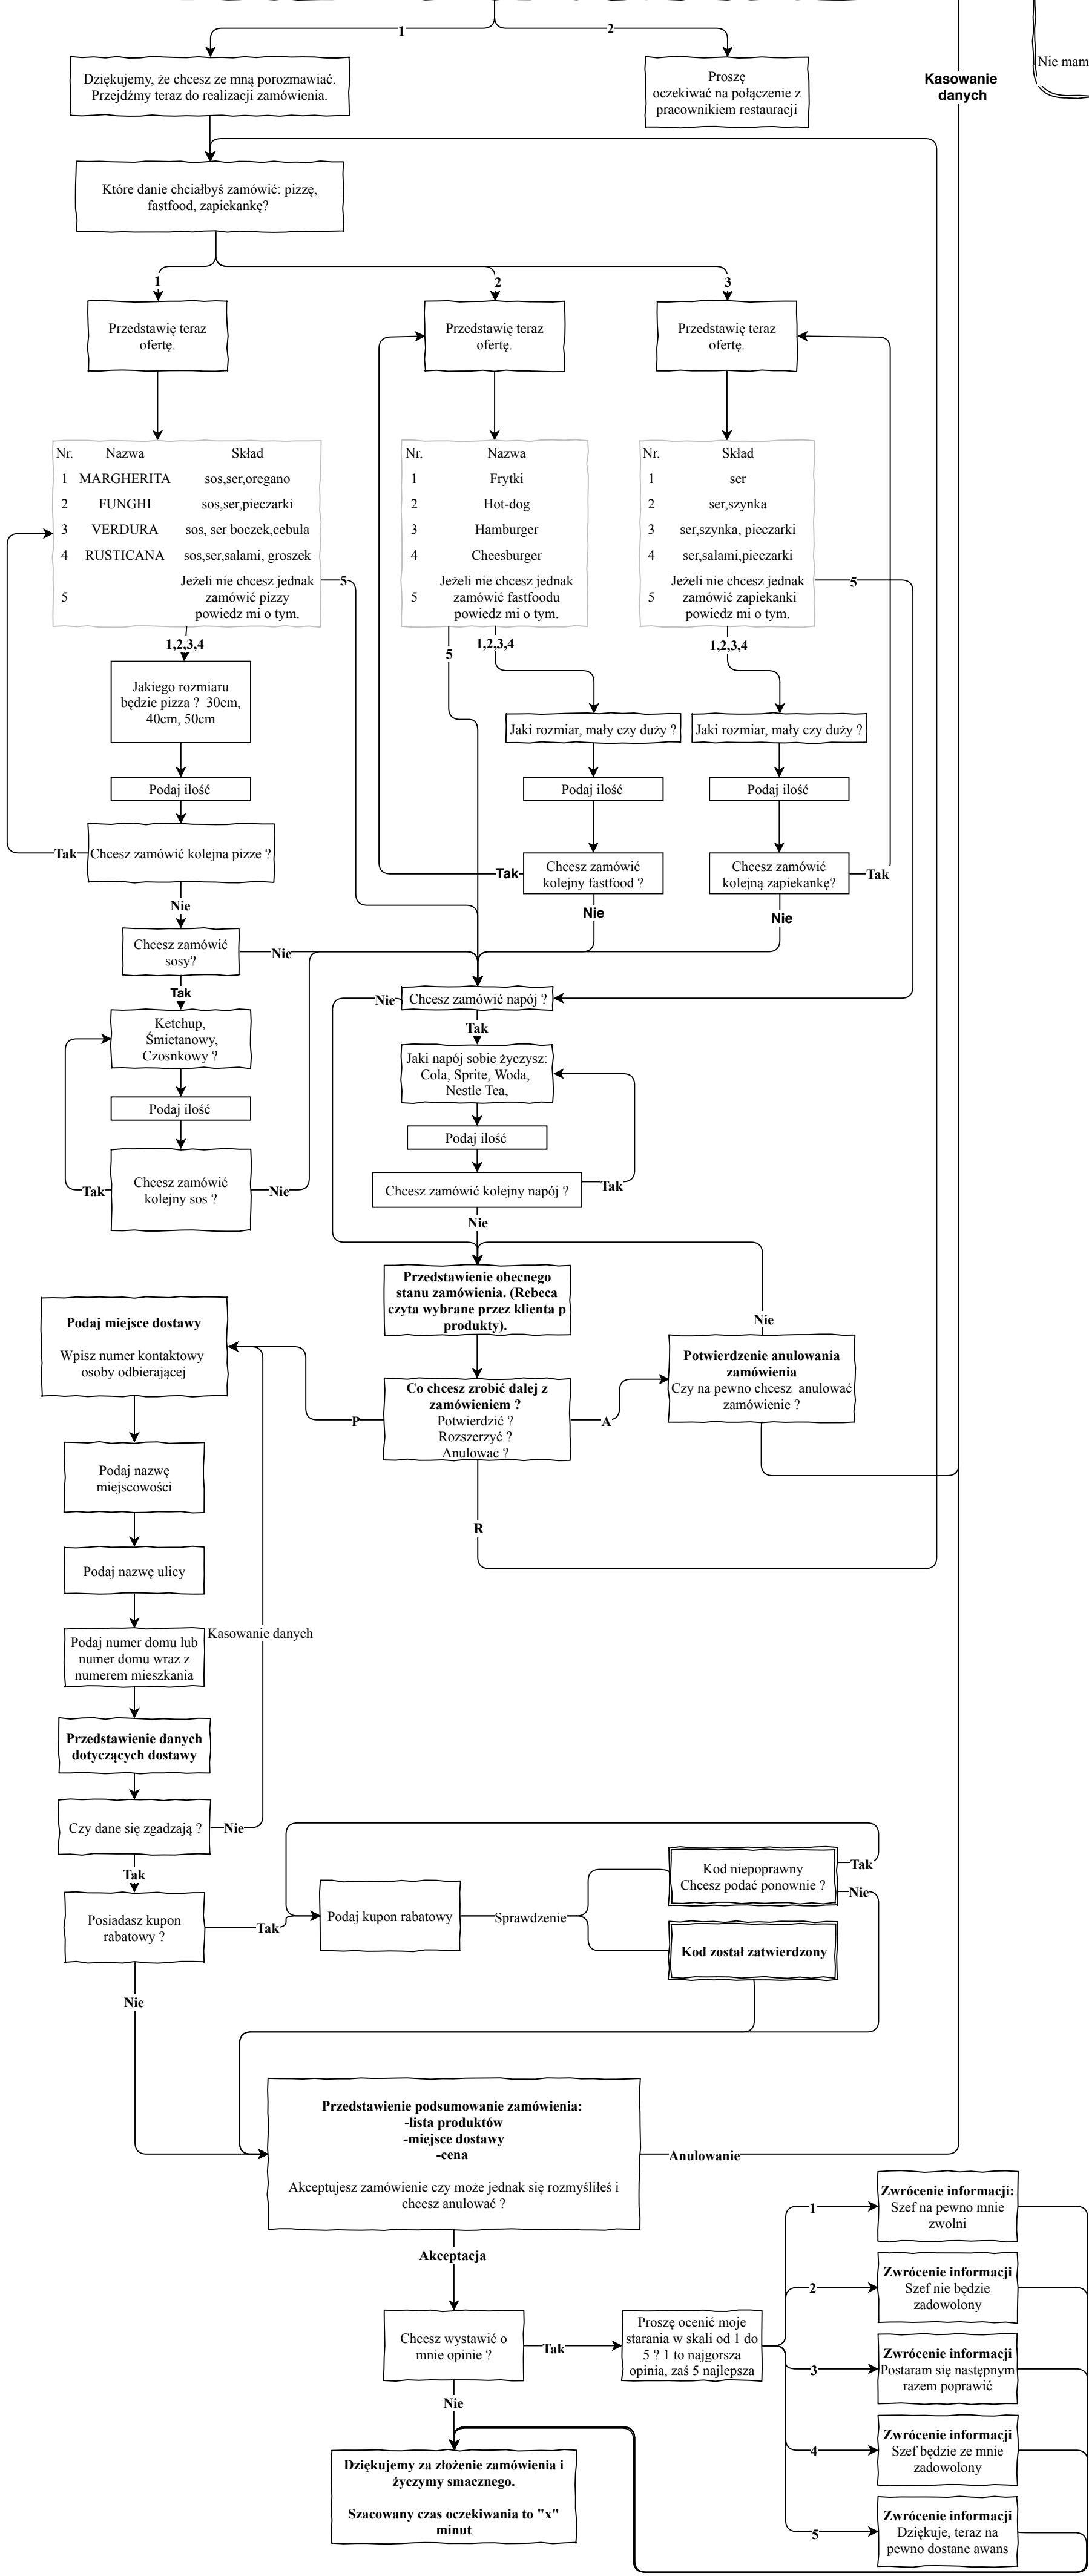 1
2
Dziękujemy, że chcesz ze mną porozmawiać.
Przejdźmy teraz do realizacji zamówienia.
Proszę
oczekiwać na połączenie z
pracownikiem restauracji
Kasowanie
danych
Nie mam
Które danie chciałbyś zamówić: pizzę,
fastfood, zapiekankę?
1
2
3
Przedstawię teraz
ofertę.
Przedstawię teraz
ofertę.
Przedstawię teraz
ofertę.
Nr. Nazwa Skład
1 MARGHERITA sos,ser,oregano
2 FUNGHI sos,ser,pieczarki
3 VERDURA sos, ser boczek,cebula
4 RUSTICANA sos,ser,salami, groszek
5 Jeżeli nie chcesz jednak
zamówić pizzy
powiedz mi o tym.
5
Nr. Nazwa
1 Frytki
2 Hot-dog
3 Hamburger
4 Cheesburger
5 Jeżeli nie chcesz jednak
zamówić fastfoodu
powiedz mi o tym.
Nr. Skład
1 ser
2 ser,szynka
3 ser,szynka, pieczarki
4 ser,salami,pieczarki
5 Jeżeli nie chcesz jednak
zamówić zapiekanki
powiedz mi o tym.
5
1,2,3,4
5
1,2,3,4
1,2,3,4
Jakiego rozmiaru
będzie pizza ? 30cm,
40cm, 50cm
Jaki rozmiar, mały czy duży ?
Jaki rozmiar, mały czy duży ?
Podaj ilość
Podaj ilość
Podaj ilość
Tak
Chcesz zamówić kolejna pizze ?
Tak
Chcesz zamówić
kolejny fastfood ?
Chcesz zamówić
kolejną zapiekankę?
Tak
Nie
Nie
Nie
Chcesz zamówić
sosy?
Nie
Tak
Nie
Chcesz zamówić napój ?
Ketchup,
Śmietanowy,
Czosnkowy ?
Tak
Jaki napój sobie życzysz:
Cola, Sprite, Woda,
Nestle Tea,
Podaj ilość
Podaj ilość
Tak
Chcesz zamówić
kolejny sos ?
Nie
Chcesz zamówić kolejny napój ?
Tak
Nie
Przedstawienie obecnego
stanu zamówienia. (Rebeca
czyta wybrane przez klienta p
produkty).
Nie
Podaj miejsce dostawy
Wpisz numer kontaktowy
osoby odbierającej
Potwierdzenie anulowania
zamówienia
Czy na pewno chcesz anulować
zamówienie ?
P
Co chcesz zrobić dalej z
zamówieniem ?
Potwierdzić ?
Rozszerzyć ?
Anulowac ?
A
R
Podaj nazwę
miejscowości
Podaj nazwę ulicy
Kasowanie danych
Podaj numer domu lub
numer domu wraz z
numerem mieszkania
Przedstawienie danych
dotyczących dostawy
Czy dane się zgadzają ?
Nie
Tak
Posiadasz kupon
rabatowy ?
Tak
Podaj kupon rabatowy
Sprawdzenie
Kod niepoprawny
Chcesz podać ponownie ?
Tak
Nie
Kod został zatwierdzony
Nie
Przedstawienie podsumowanie zamówienia:
-lista produktów
-miejsce dostawy
-cena
Akceptujesz zamówienie czy może jednak się rozmyśliłeś i
chcesz anulować ?
Anulowanie
Akceptacja
Chcesz wystawić o
mnie opinie ?
Tak
Proszę ocenić moje
starania w skali od 1 do
5 ? 1 to najgorsza
opinia, zaś 5 najlepsza
1
Zwrócenie informacji:
Szef na pewno mnie
zwolni
2
Zwrócenie informacji
Szef nie będzie
zadowolony
3
Zwrócenie informacji
Postaram się następnym
razem poprawić
4
Zwrócenie informacji
Szef będzie ze mnie
zadowolony
5
Zwrócenie informacji
Dziękuje, teraz na
pewno dostane awans
Nie
Dziękujemy za złożenie zamówienia i
życzymy smacznego.
Szacowany czas oczekiwania to "x"
minut